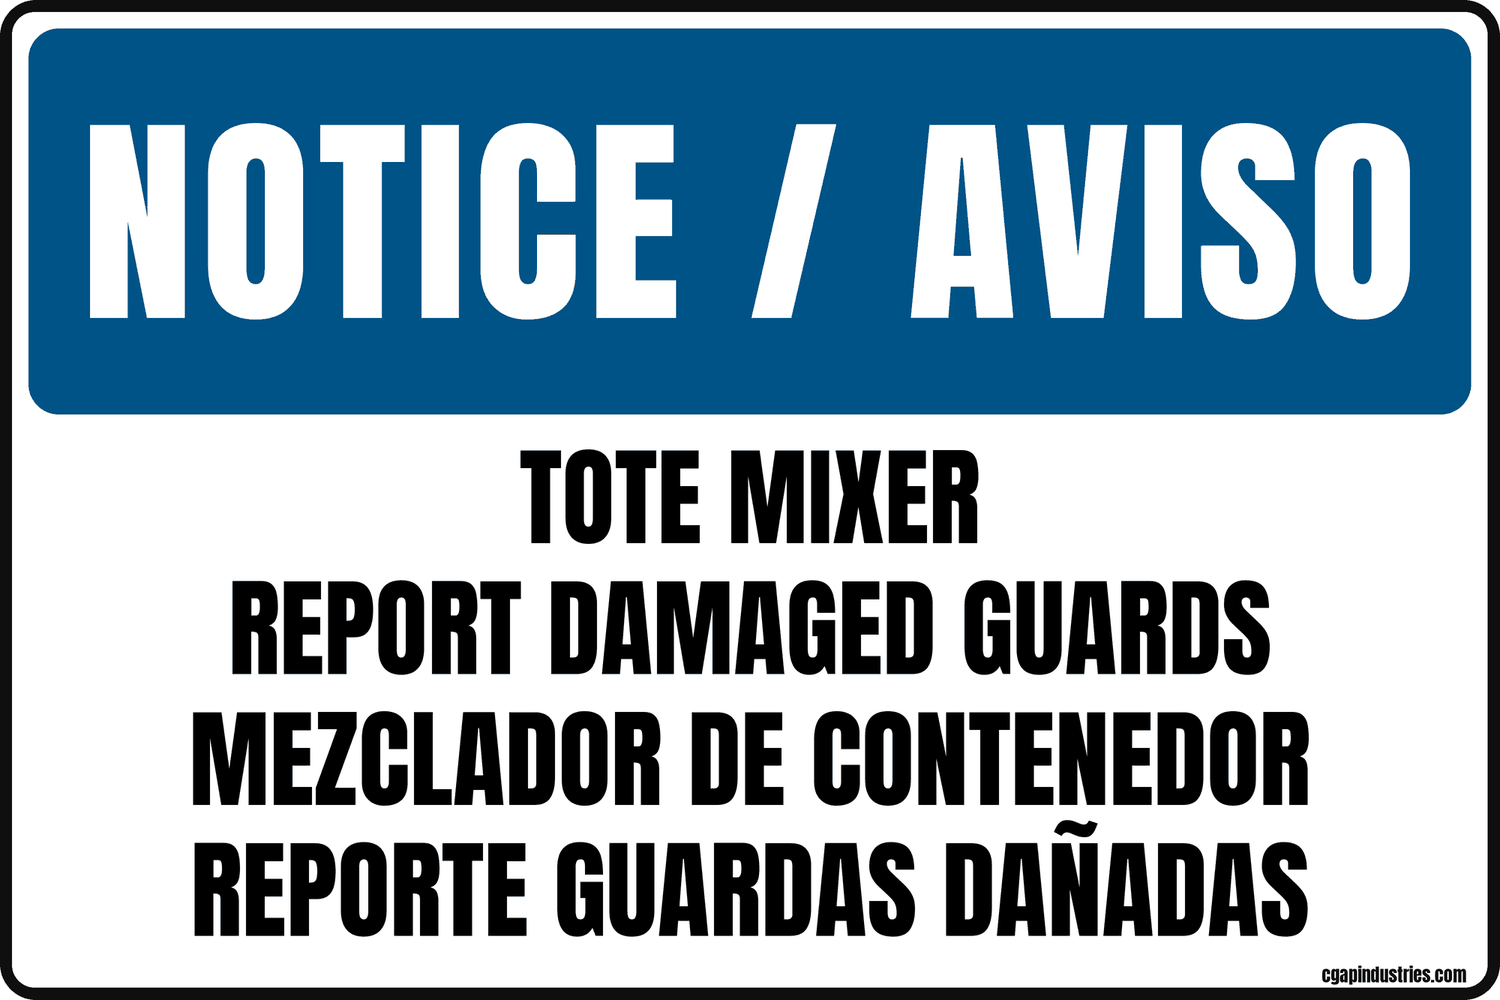 NOTICE / AVISO
TOTE MIXER
REPORT DAMAGED GUARDS
MEZCLADOR DE CONTENEDOR
REPORTE GUARDAS DAÑADAS
cgapindustries.com